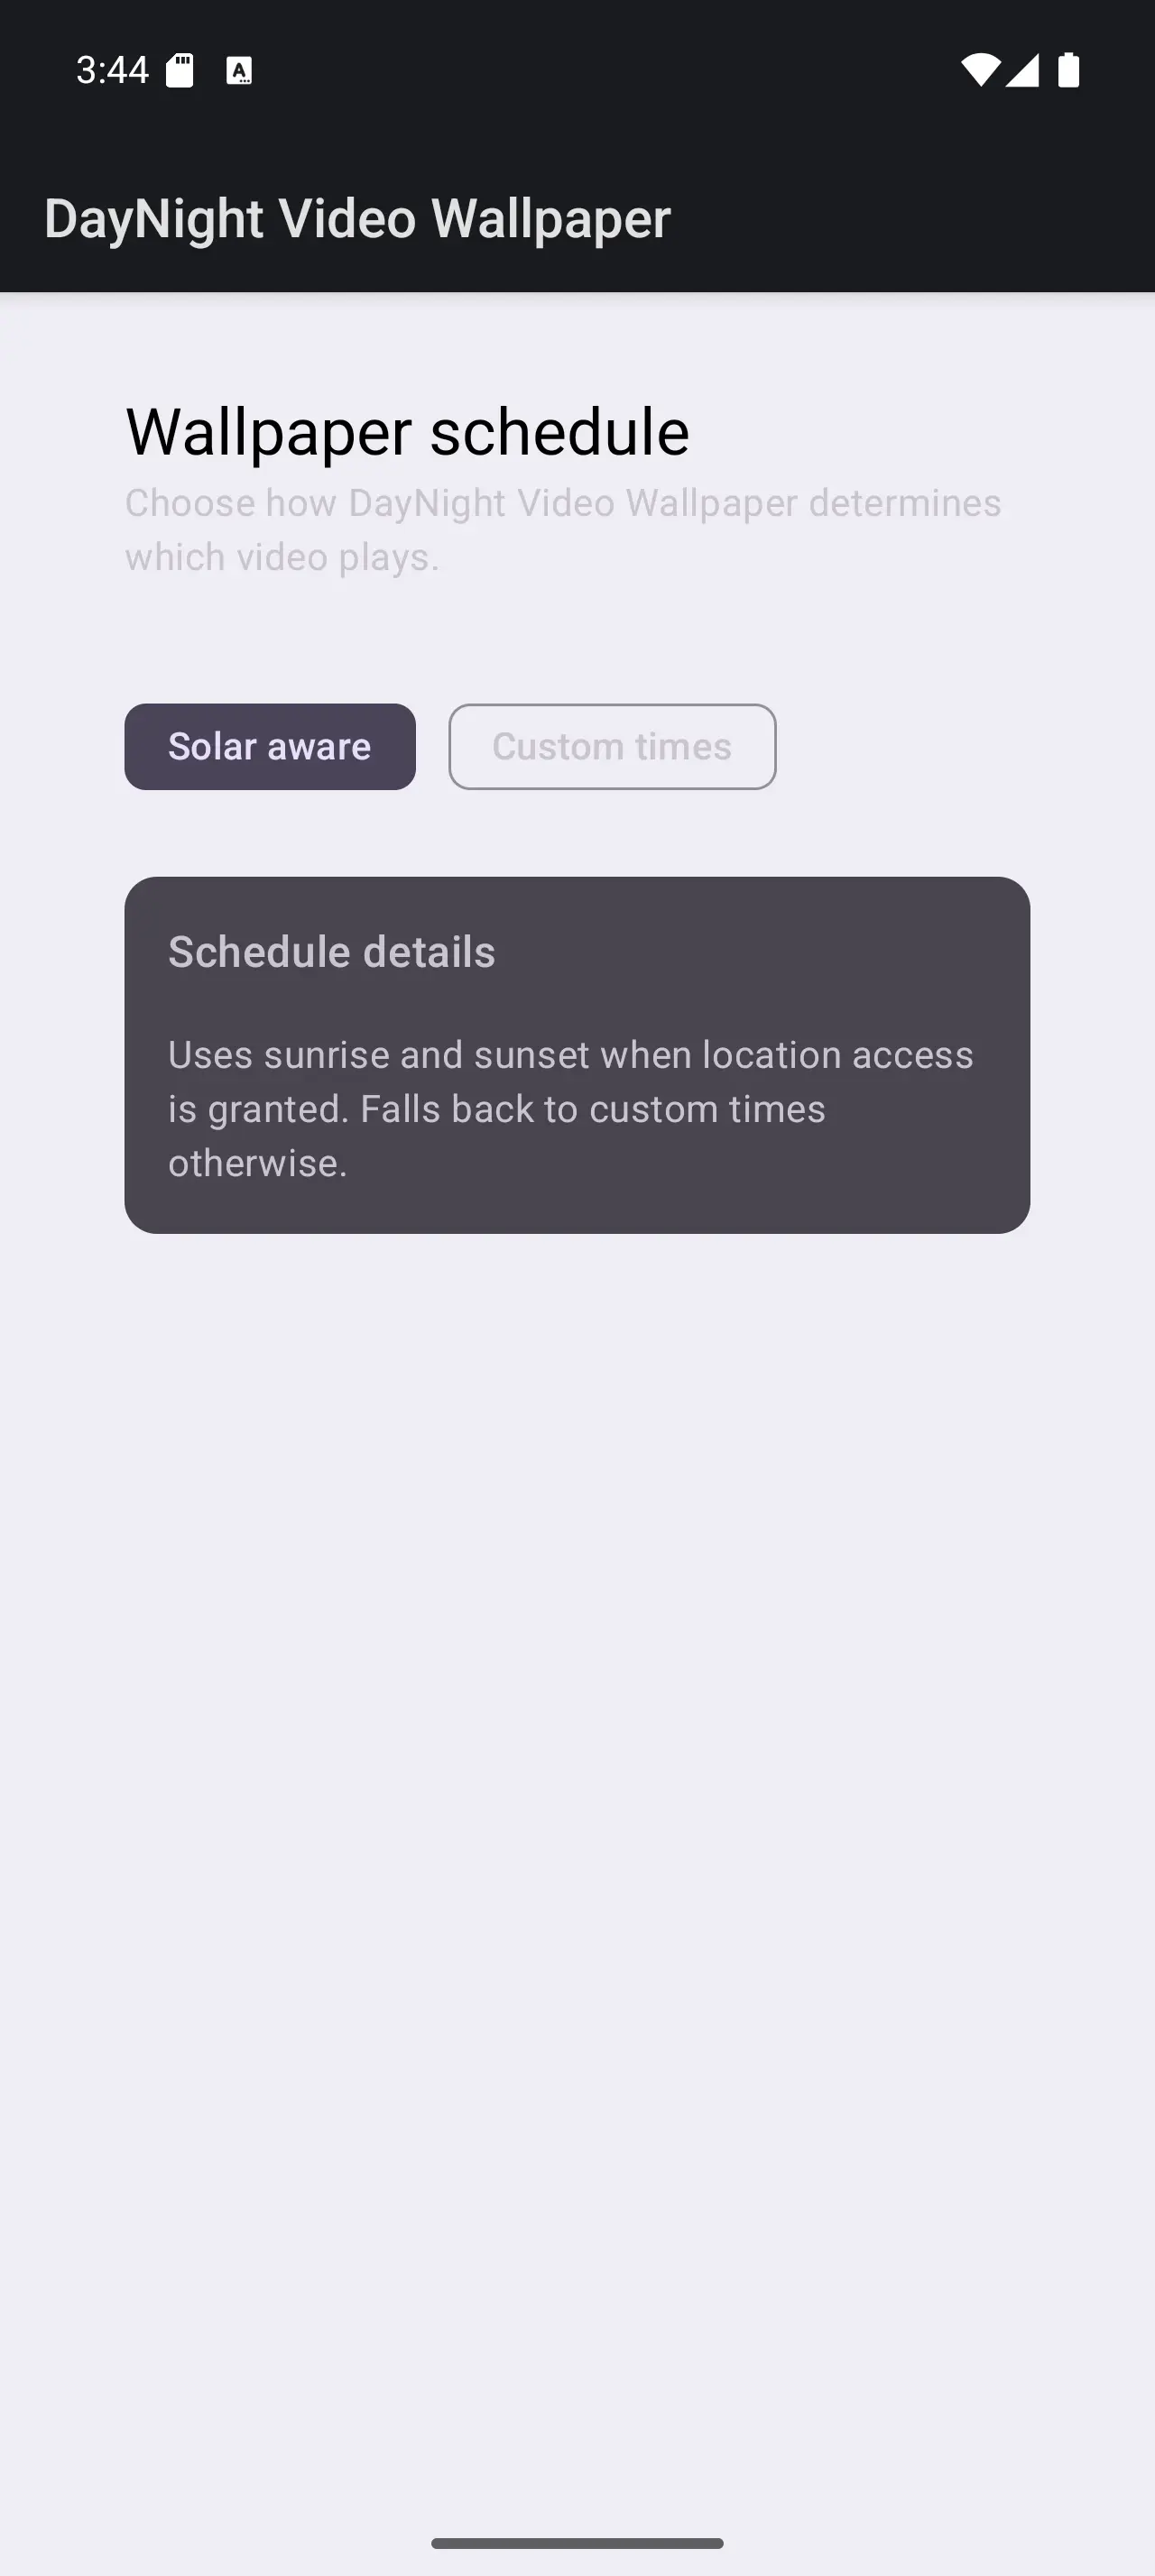 3:44
DayNight Video Wallpaper
Wallpaper schedule
Choose how DayNight Video Wallpaper determines
which video plays.
Solar aware
Custom times
Schedule details
Uses sunrise and sunset when location access
is granted. Falls back to custom times
otherwise.